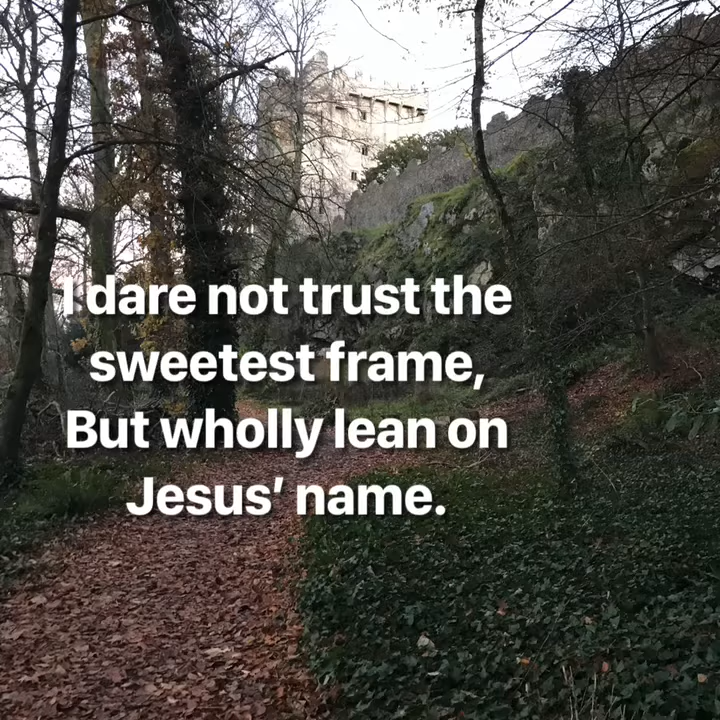 I dare not trust the
sweetest frame,
But wholly lean on
Jesus’ name.